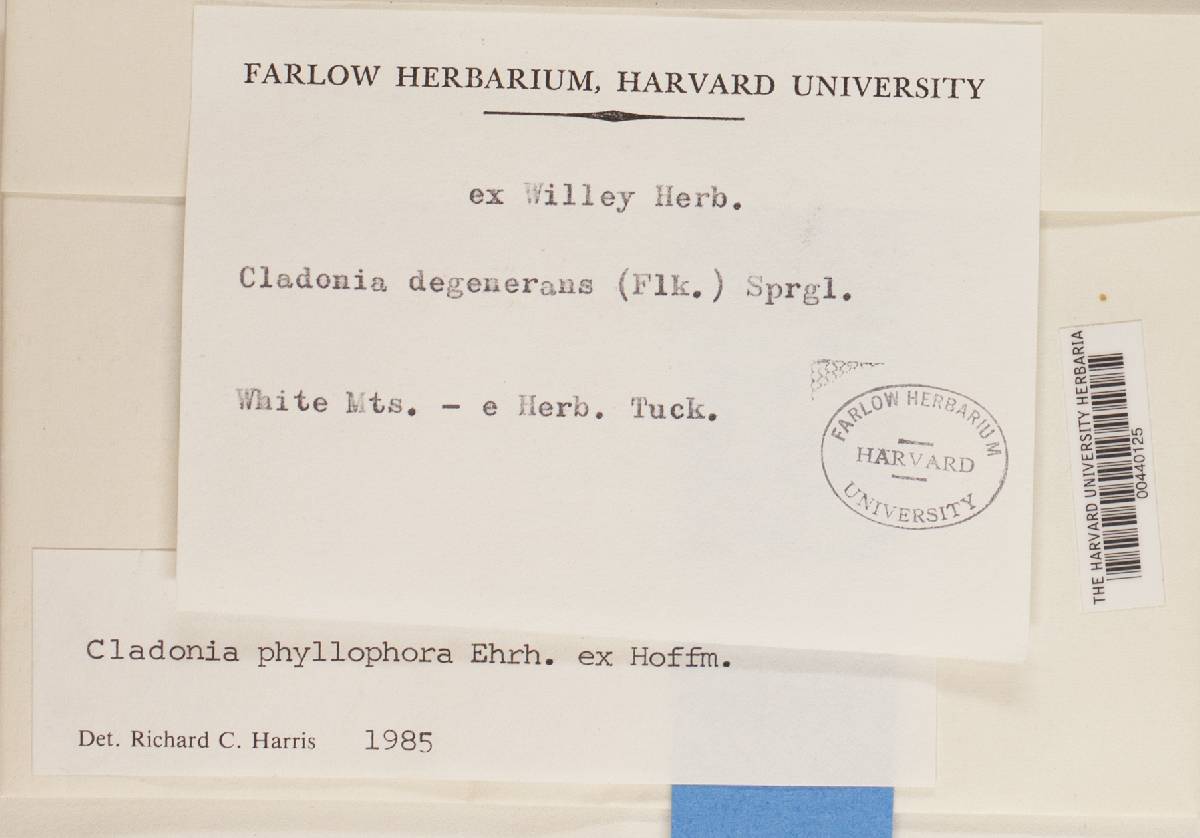 FARLOW HERBARIUM, HARVARD UNIVERSITY
ex Willey Herb.
Cladonia degenerans (Flk.) Sprgl.
White Mts. - e Herb. Tuck.
FARLOW HERBARIUM
HARVARD
UNIVERSITY
THE HARVARD UNIVERSITY HERBARIA
00440125
Cladonia phyllophora Ehrh. ex Hoffm.
Det. Richard C. Harris 1985